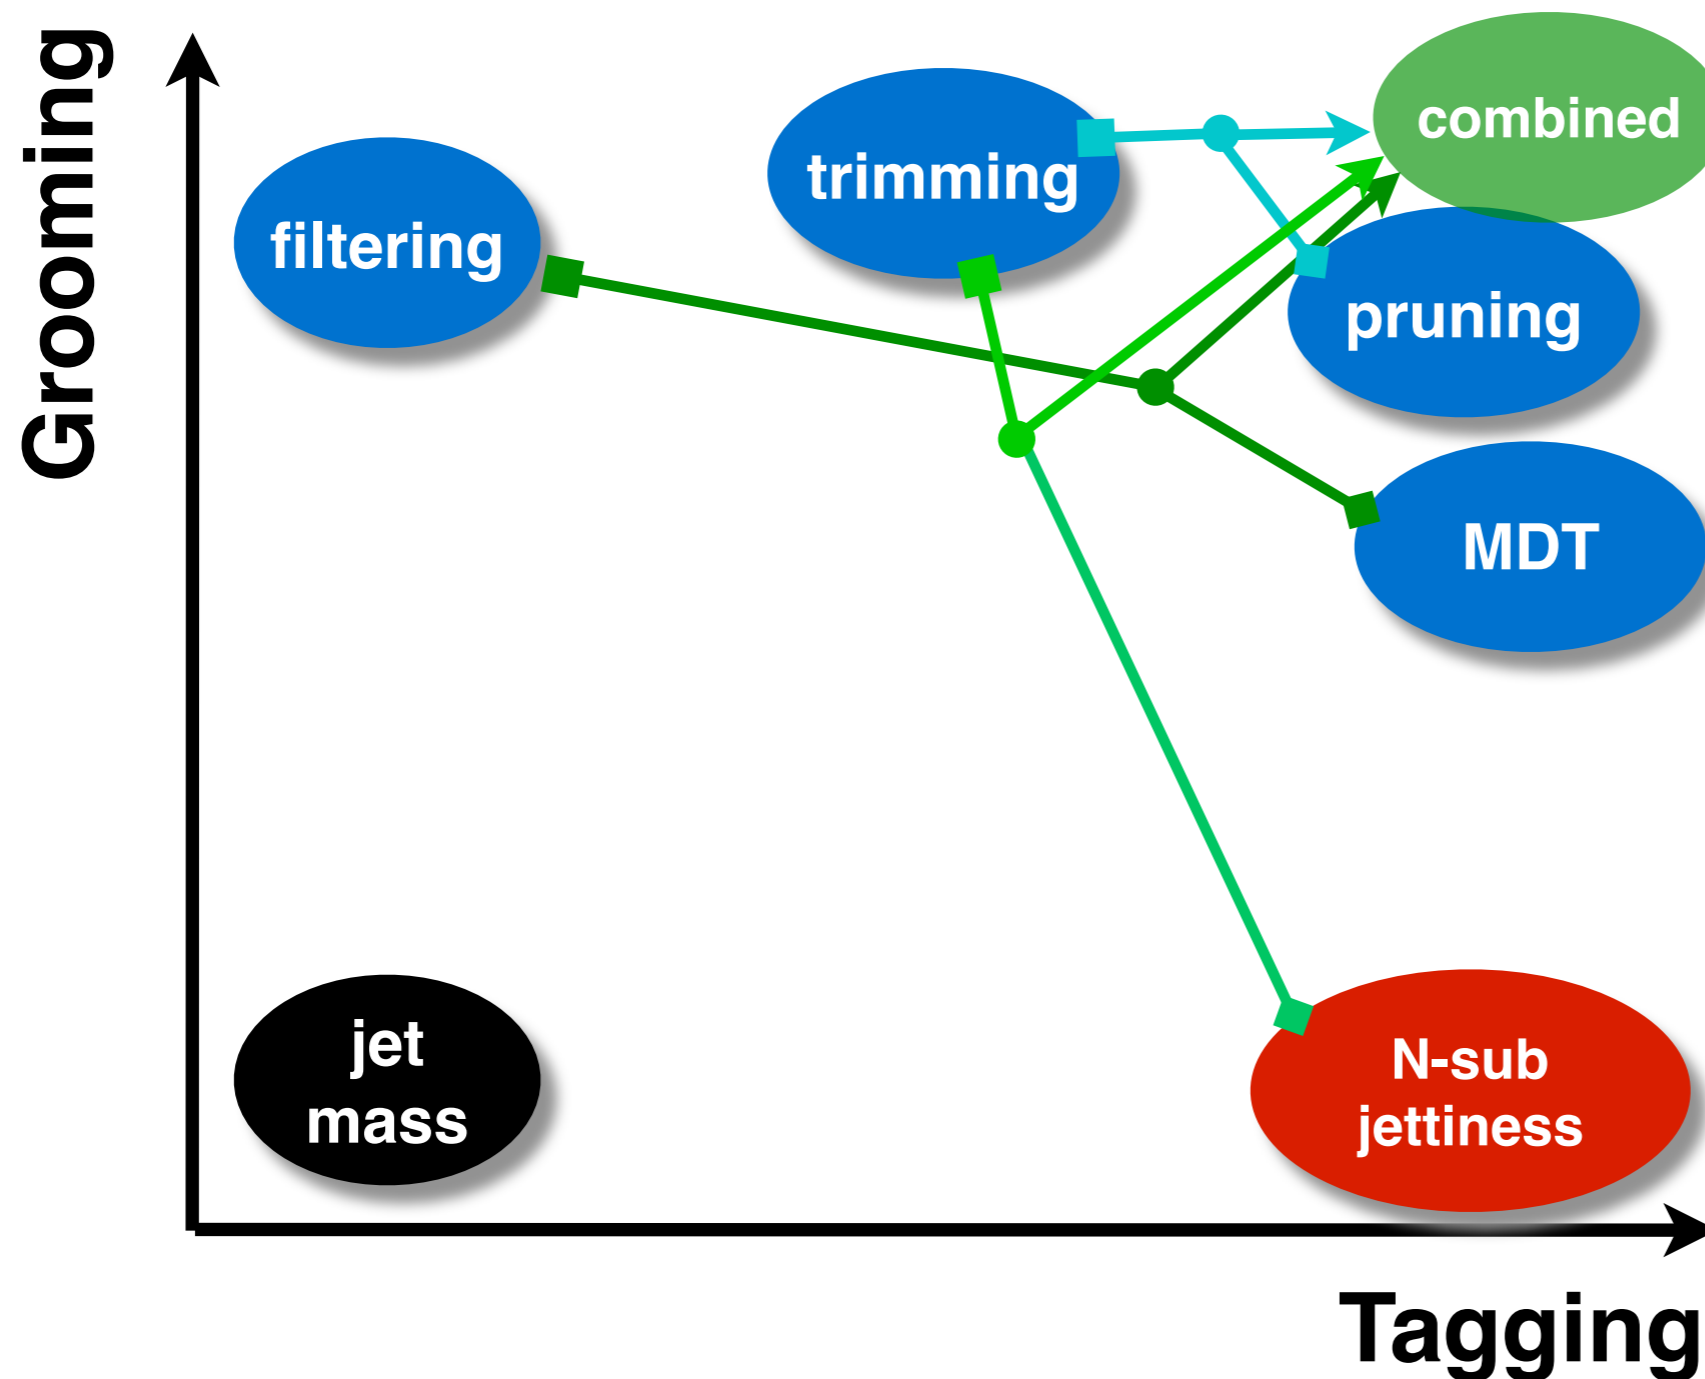 Grooming
combined
trimming
filtering
pruning
MDT
jet
mass
N-sub
jettiness
Tagging